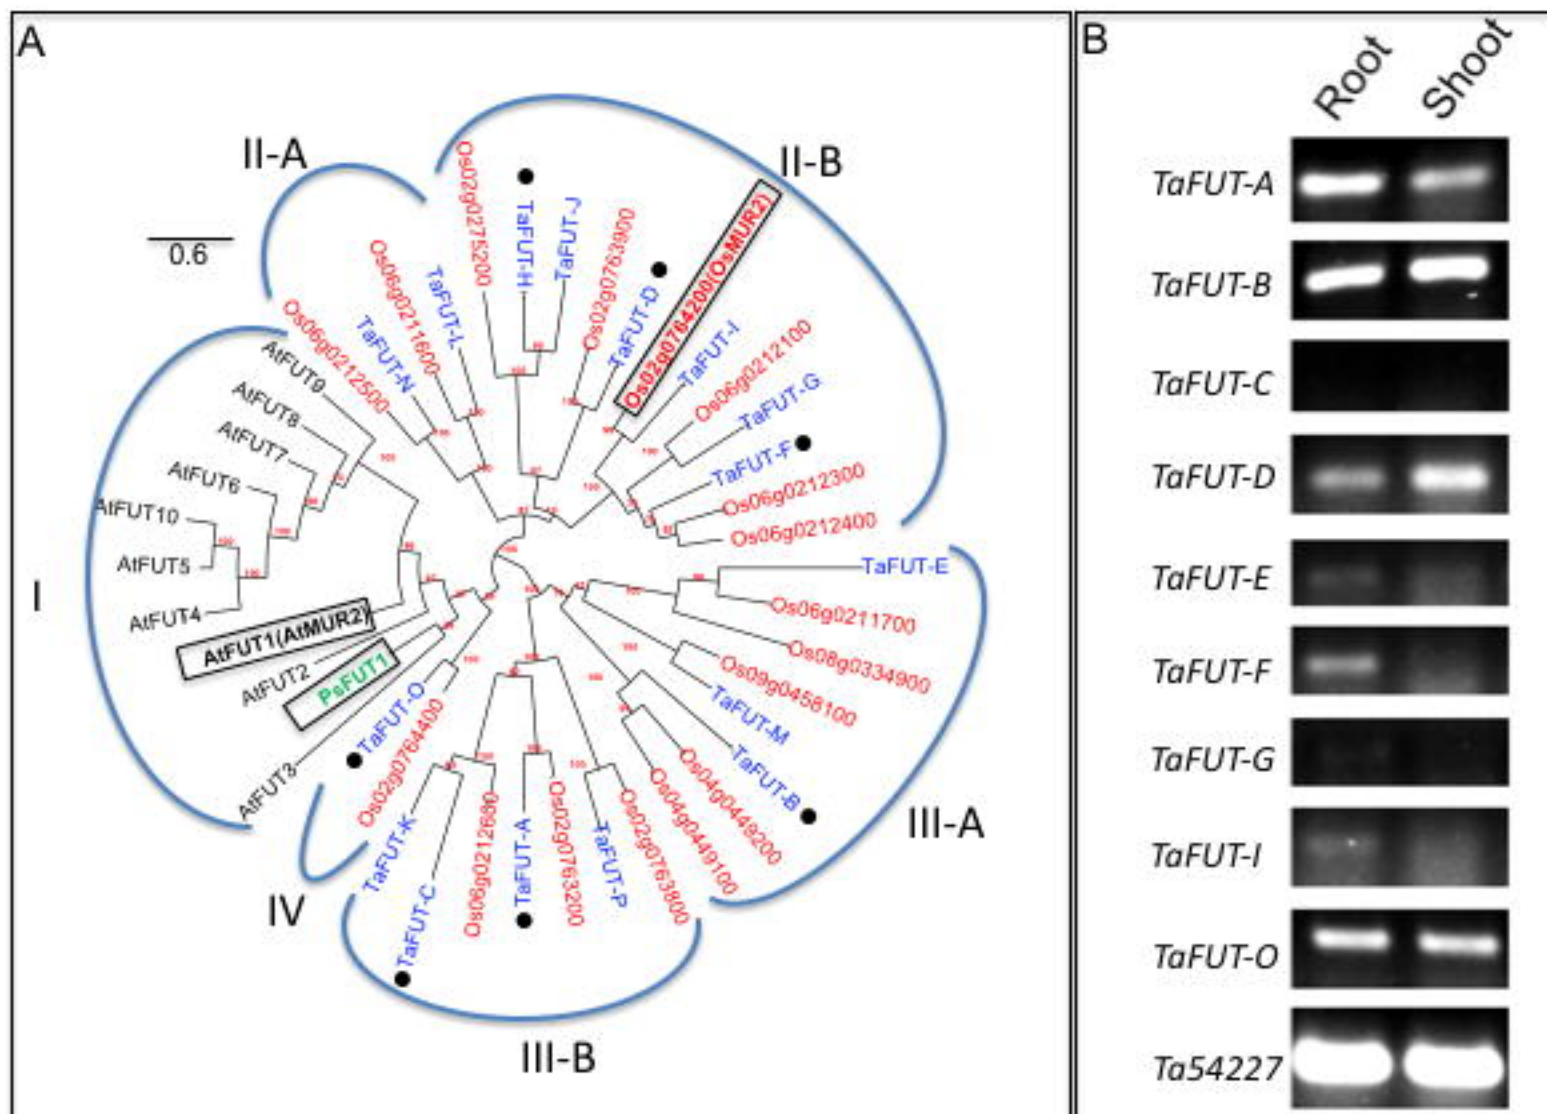 A
II-A
II-B
0.6
Os02g0275200
TaFUT-H
TaFUT-J
Os02g0763900
TaFUT-D
Os02g0764200(OsMUR2)
TaFUT-I
Os06g0212100
TaFUT-G
TaFUT-F
Os06g0212300
Os06g0212400
TaFUT-E
Os06g0211700
Os08g0334900
Os09g0458100
TaFUT-M
TaFUT-B
Os04g0449200
Os04g0449100
III-A
Os02g0763800
TaFUT-P
Os02g0763200
TaFUT-A
Os06g0212680
TaFUT-C
TaFUT-K
III-B
Os02g0764400
TaFUT-O
IV
AtFUT3
PsFUT1
AtFUT2
AtFUT1(AtMUR2)
AtFUT4
AtFUT5
AtFUT10
AtFUT6
AtFUT7
AtFUT8
AtFUT9
I
Os06g0212500
TaFUT-N
Os06g0211600
TaFUT-L
B
Root
Shoot
TaFUT-A
TaFUT-B
TaFUT-C
TaFUT-D
TaFUT-E
TaFUT-F
TaFUT-G
TaFUT-I
TaFUT-O
Ta54227